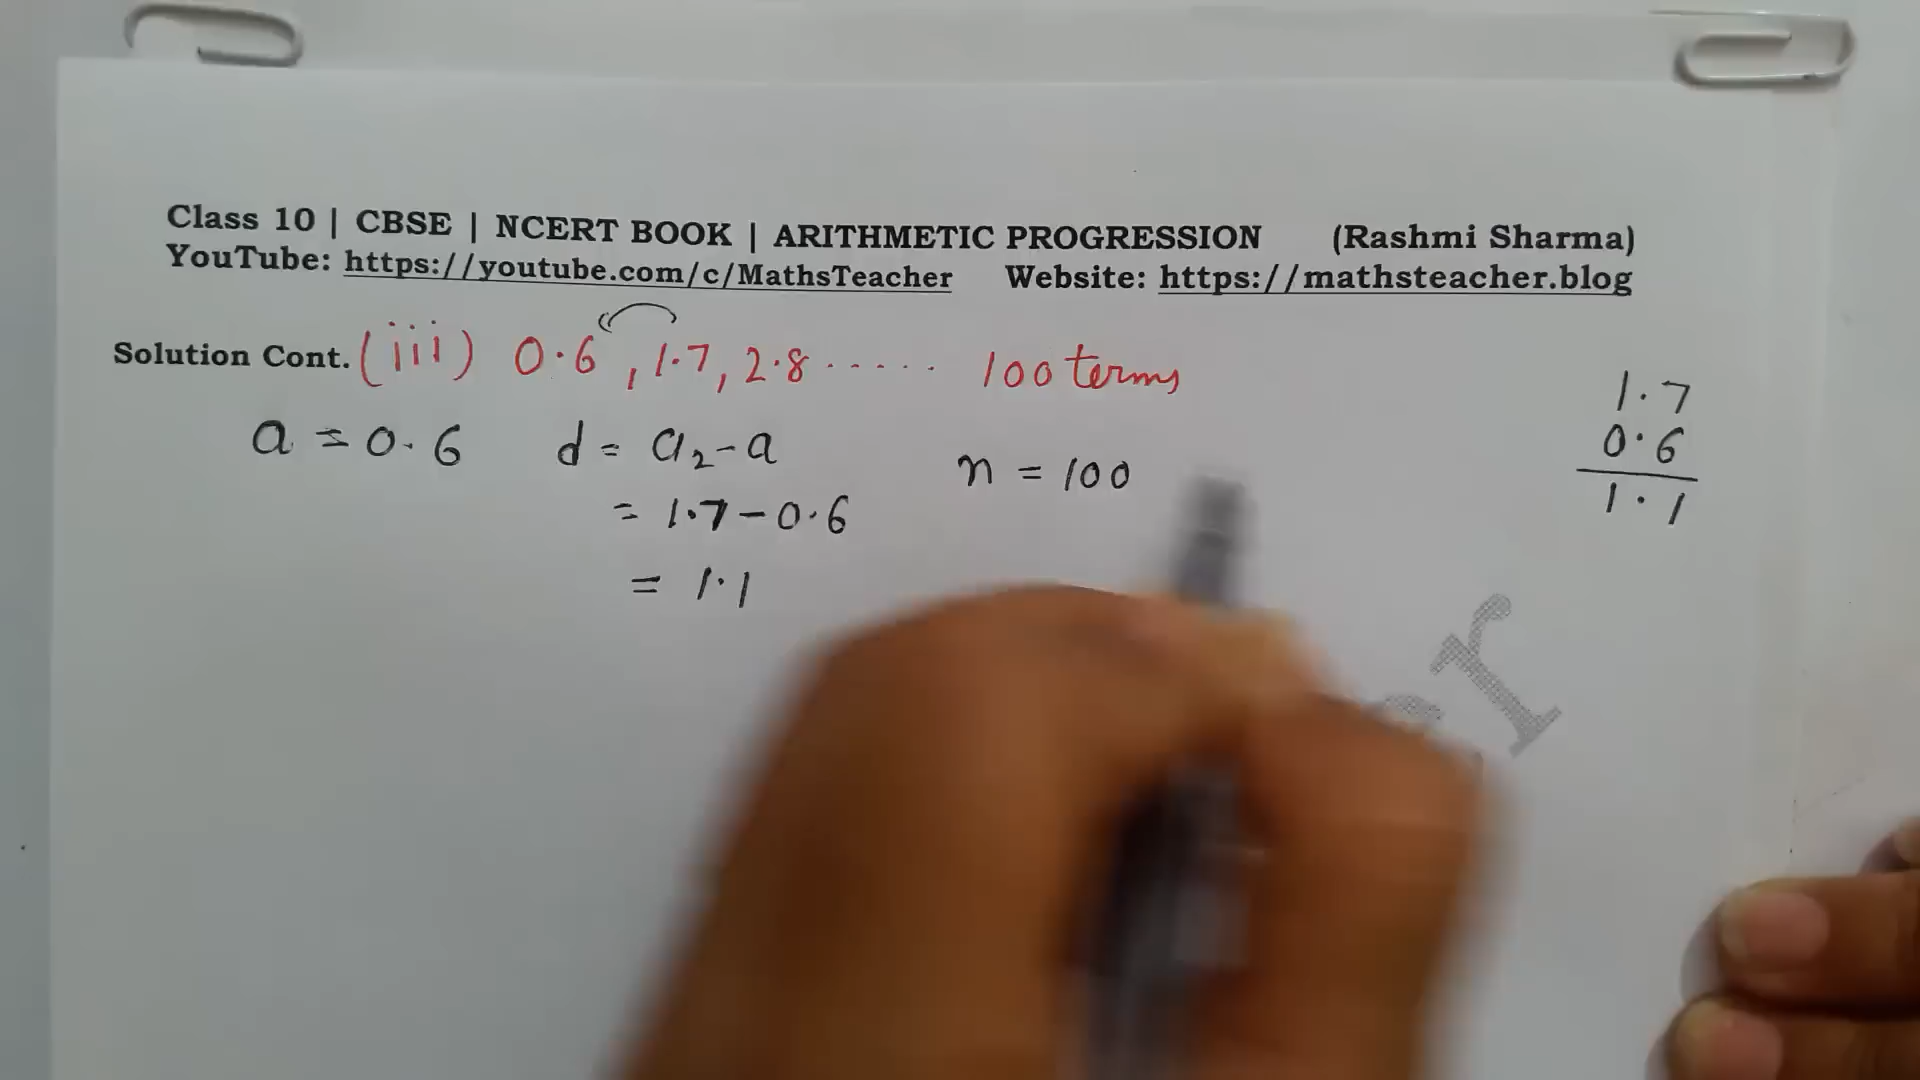 Class 10 | CBSE | NCERT BOOK | ARITHMETIC PROGRESSION (Rashmi Sharma)
YouTube: https://youtube.com/c/MathsTeacher Website: https://mathsteacher.blog
Solution Cont. (iii) 0.6, 1.7, 2.8 ..... 100 terms
a = 0.6 d = a₂-a n = 100
= 1.7-0.6
= 1.1
1.7
0.6
1.1